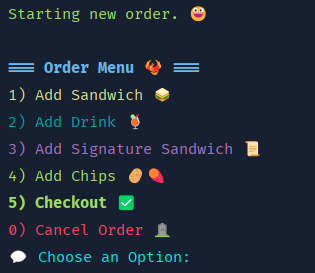 Starting new order. 😀
═══ Order Menu 🐦‍🔥 ═══
1) Add Sandwich 🥪
2) Add Drink 🍹
3) Add Signature Sandwich 📜
4) Add Chips 🥔🍠
5) Checkout ✅
0) Cancel Order 🪦
💬 Choose an Option: